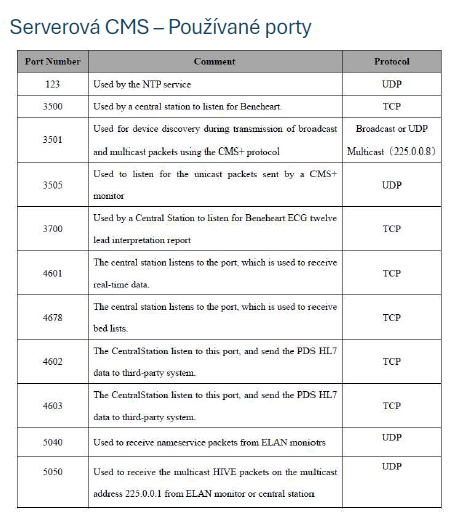 Serverová CMS – Používané porty
Port Number Comment Protocol
123 Used by the NTP service UDP
3500 Used by a central station to listen for Beneheart. TCP
3501 Used for device discovery during transmission of broadcast
and multicast packets using the CMS+ protocol
Broadcast or UDP
Multicast（225.0.0.8）
3505 Used to listen for the unicast packets sent by a CMS+
monitor
UDP
3700 Used by a Central Station to listen for Beneheart ECG twelve
lead interpretation report
TCP
4601 The central station listens to the port, which is used to receive
real-time data.
TCP
4678 The central station listens to the port, which is used to receive
bed lists.
TCP
4602 The CentralStation listen to this port, and send the PDS HL7
data to third-party system.
TCP
4603 The CentralStation listen to this port, and send the PDS HL7
data to third-party system.
TCP
5040 Used to receive nameservice packets from ELAN moniotrs UDP
5050 Used to receive the multicast HIVE packets on the multicast
address 225.0.0.1 from ELAN monitor or central station
UDP